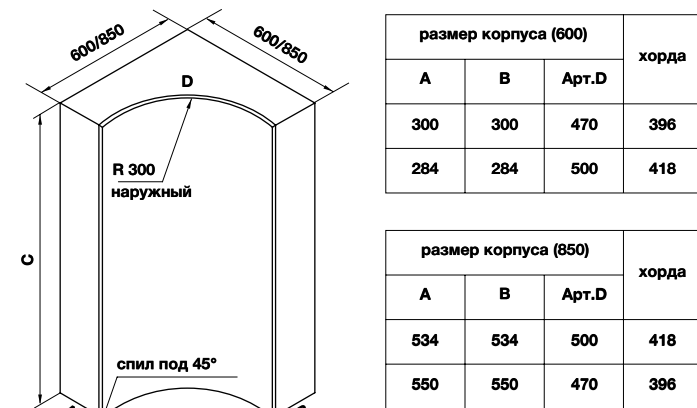 600/850
600/850
D
R 300
наружный
C
спил под 45°
размер корпуса (600)
хорда
A B Арт.D
300 300 470 396
284 284 500 418
размер корпуса (850)
хорда
A B Арт.D
534 534 500 418
550 550 470 396